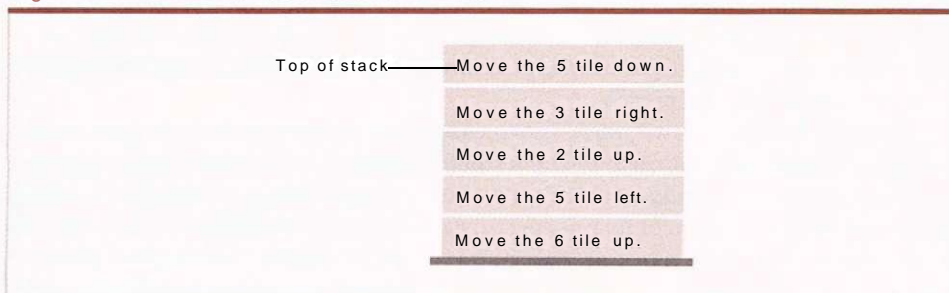 Top of stack
Move the 5 tile down.
Move the 3 tile right.
Move the 2 tile up.
Move the 5 tile left.
Move the 6 tile up.